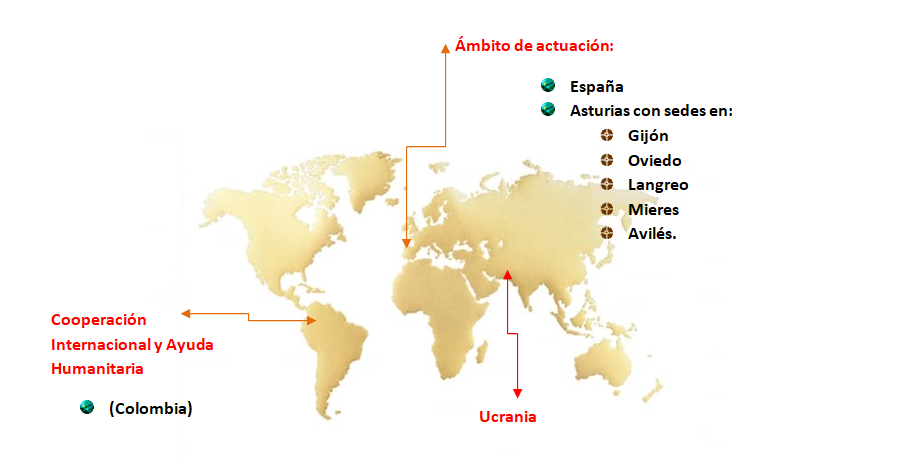 Ámbito de actuación:
España
Asturias con sedes en:
Gijón
Oviedo
Langreo
Mieres
Avilés.
Cooperación
Internacional y Ayuda
Humanitaria
(Colombia)
Ucrania